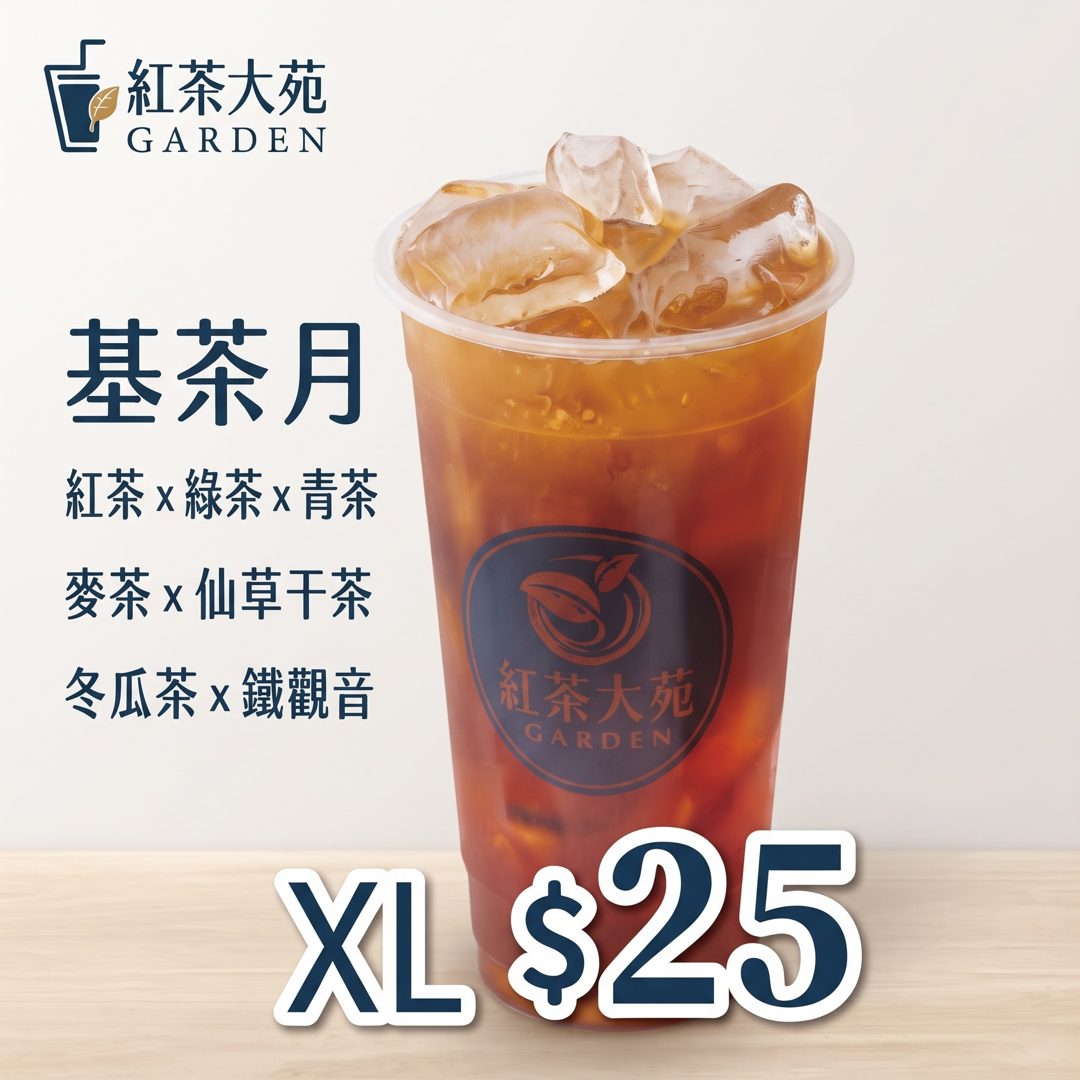 紅茶大苑
GARDEN
基茶月
紅茶 x 綠茶 x 青茶
麥茶 x 仙草干茶
冬瓜茶 x 鐵觀音
紅茶大苑
GARDEN
XL $25